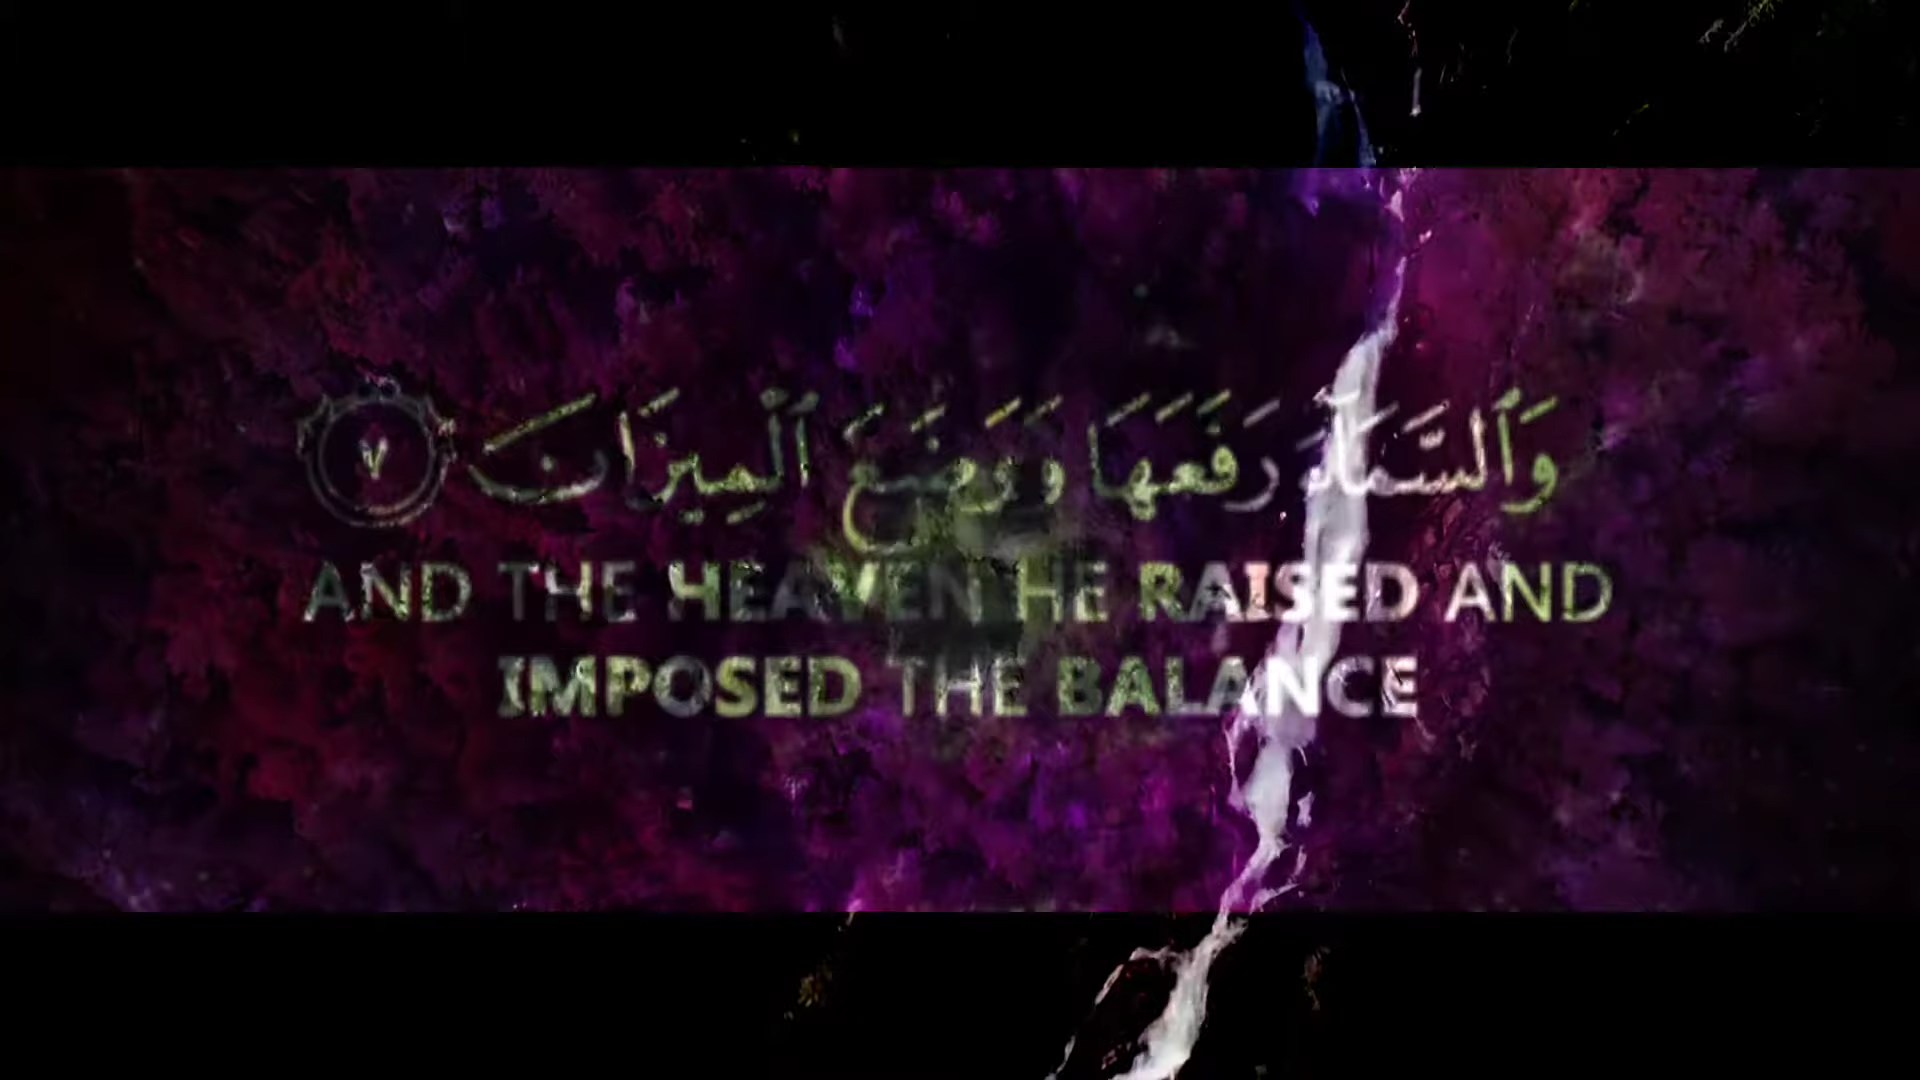 وَٱلسَّمَآءَ رَفَعَهَا وَوَضَعَ ٱلْمِيزَانَ ٧
AND THE HEAVEN HE RAISED AND
IMPOSED THE BALANCE